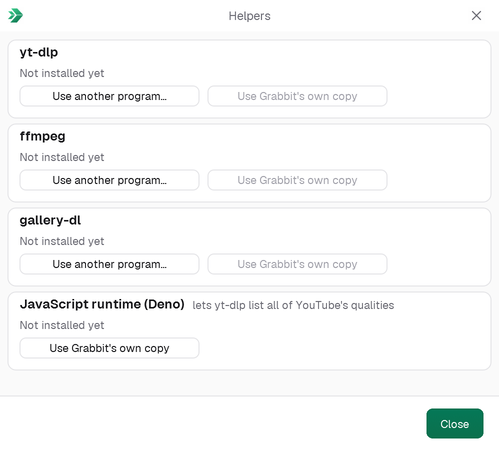 Helpers
yt-dlp
Not installed yet
Use another program...
Use Grabbit's own copy
ffmpeg
Not installed yet
Use another program...
Use Grabbit's own copy
gallery-dl
Not installed yet
Use another program...
Use Grabbit's own copy
JavaScript runtime (Deno) lets yt-dlp list all of YouTube's qualities
Not installed yet
Use Grabbit's own copy
Close